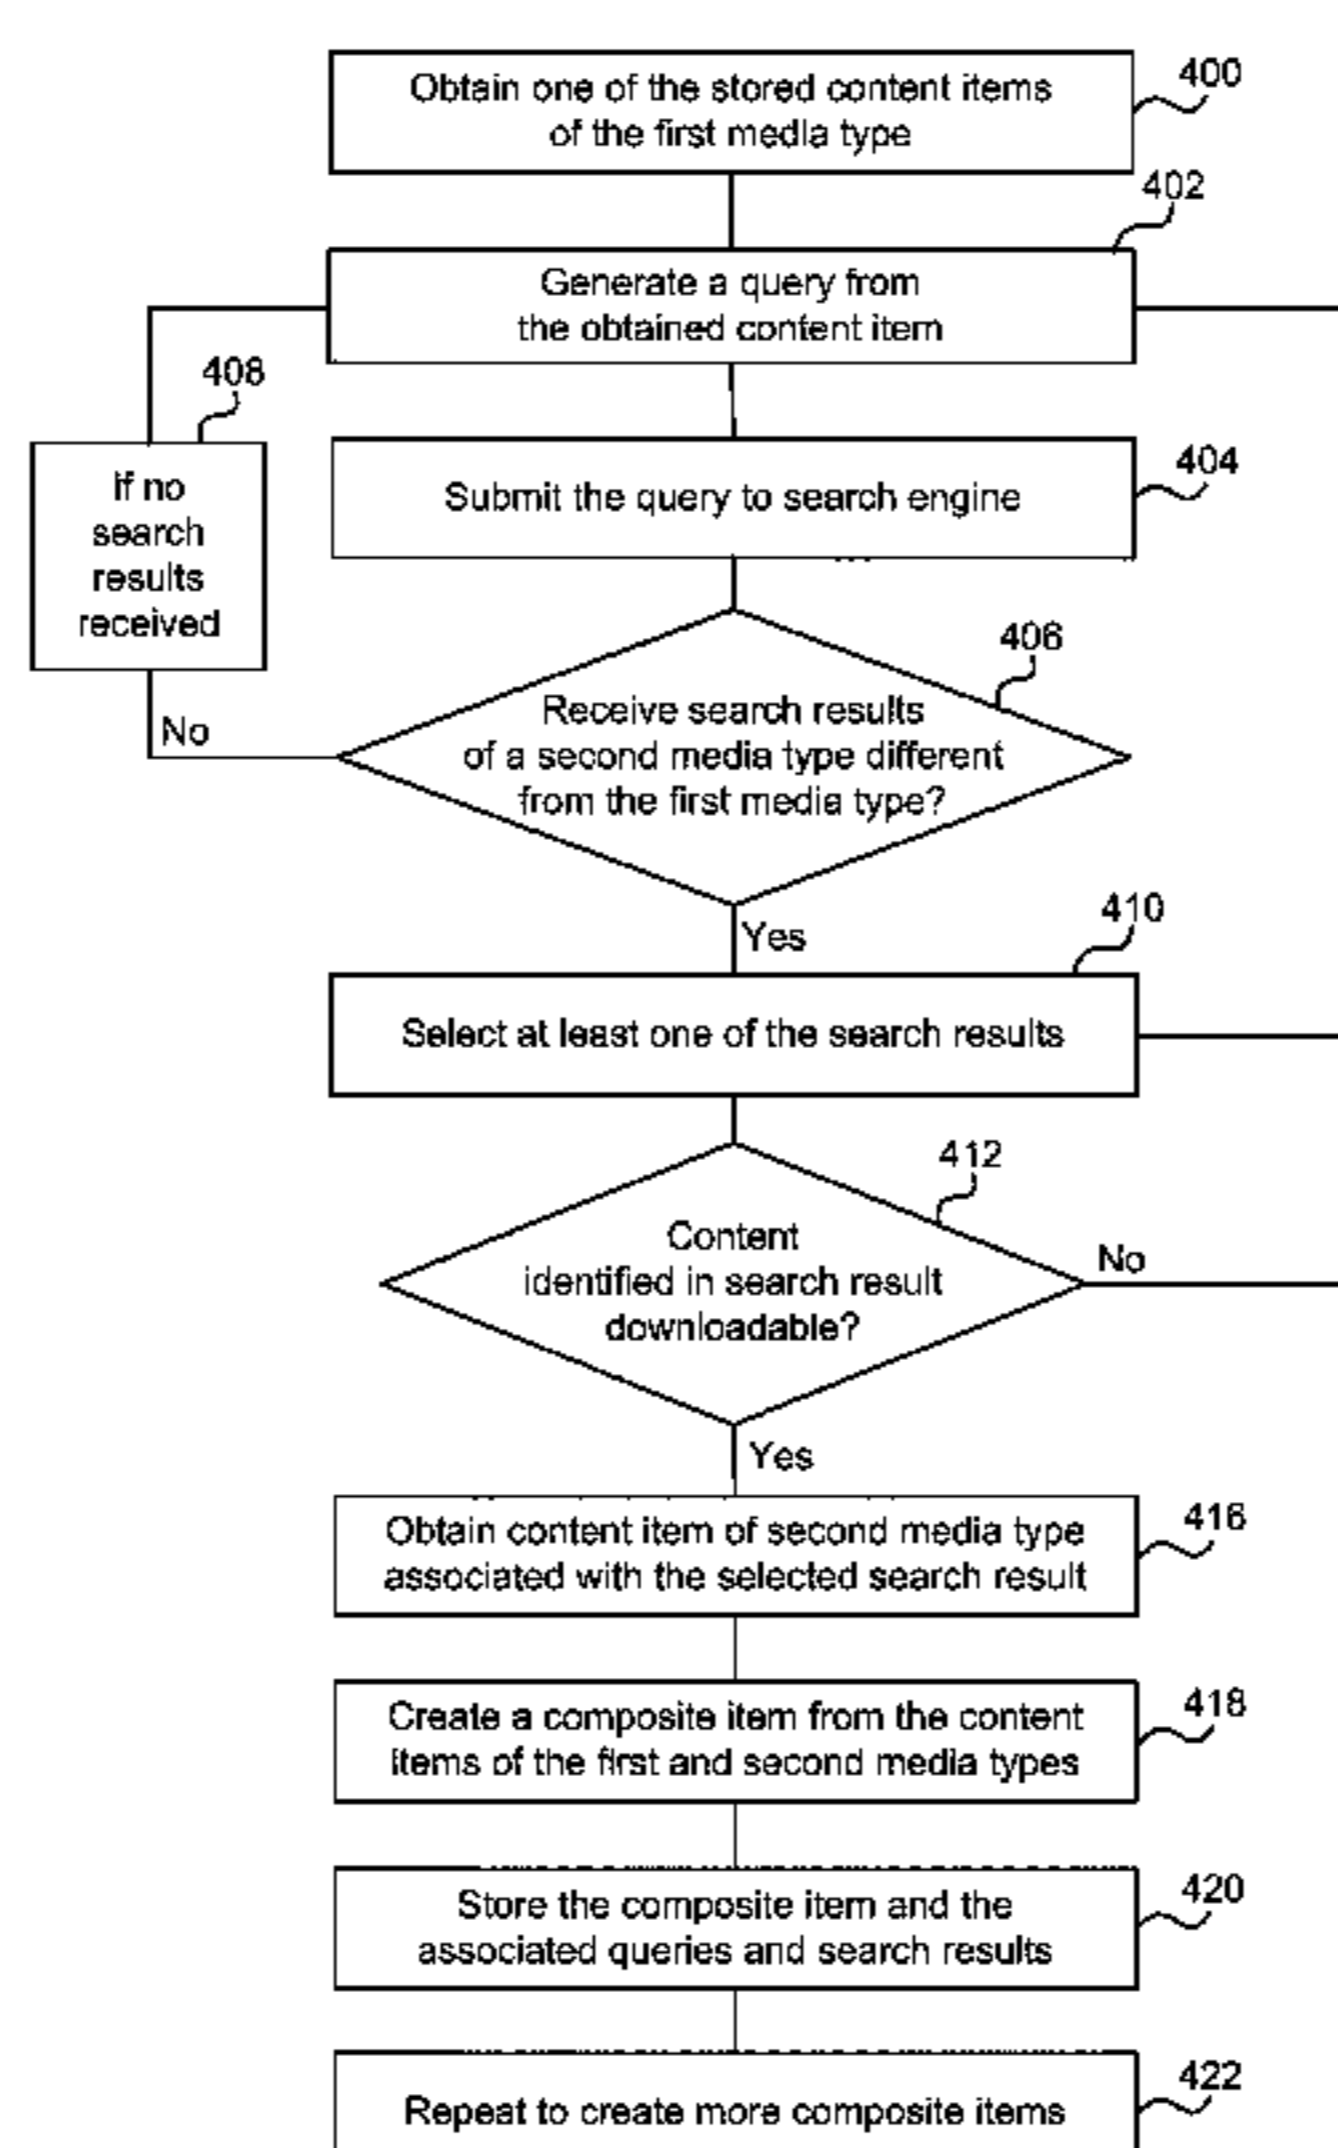 Obtain one of the stored content items
of the first media type
400
402
Generate a query from
the obtained content item
408
If no
search
results
received
Submit the query to search engine
404
406
Receive search results
of a second media type different
from the first media type?
No
Yes
410
Select at least one of the search results
412
Content
identified in search result
downloadable?
No
Yes
Obtain content item of second media type
associated with the selected search result
416
Create a composite item from the content
items of the first and second media types
418
Store the composite item and the
associated queries and search results
420
Repeat to create more composite items
422